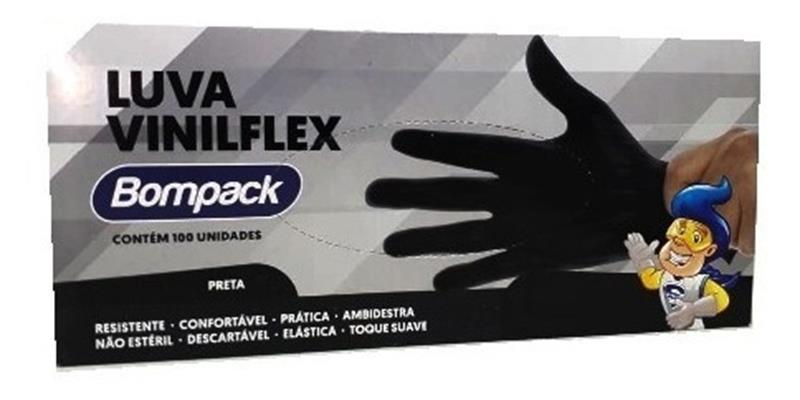 LUVA
VINILFLEX
Bompack
CONTÉM 100 UNIDADES
PRETA
RESISTENTE · CONFORTÁVEL · PRÁTICA · AMBIDESTRA
NÃO ESTÉRIL · DESCARTÁVEL · ELÁSTICA · TOQUE SUAVE